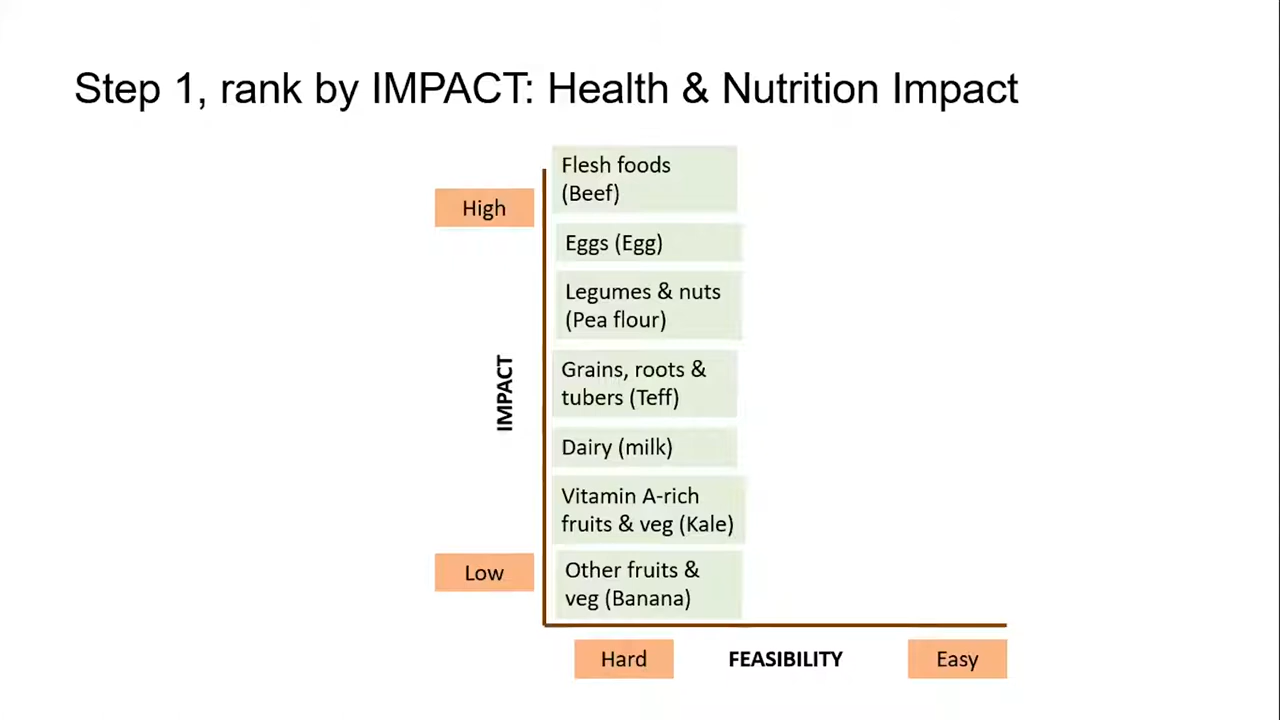 Step 1, rank by IMPACT: Health & Nutrition Impact
High
Flesh foods
(Beef)
Eggs (Egg)
Legumes & nuts
(Pea flour)
IMPACT
Grains, roots &
tubers (Teff)
Dairy (milk)
Vitamin A-rich
fruits & veg (Kale)
Low
Other fruits &
veg (Banana)
Hard
FEASIBILITY
Easy